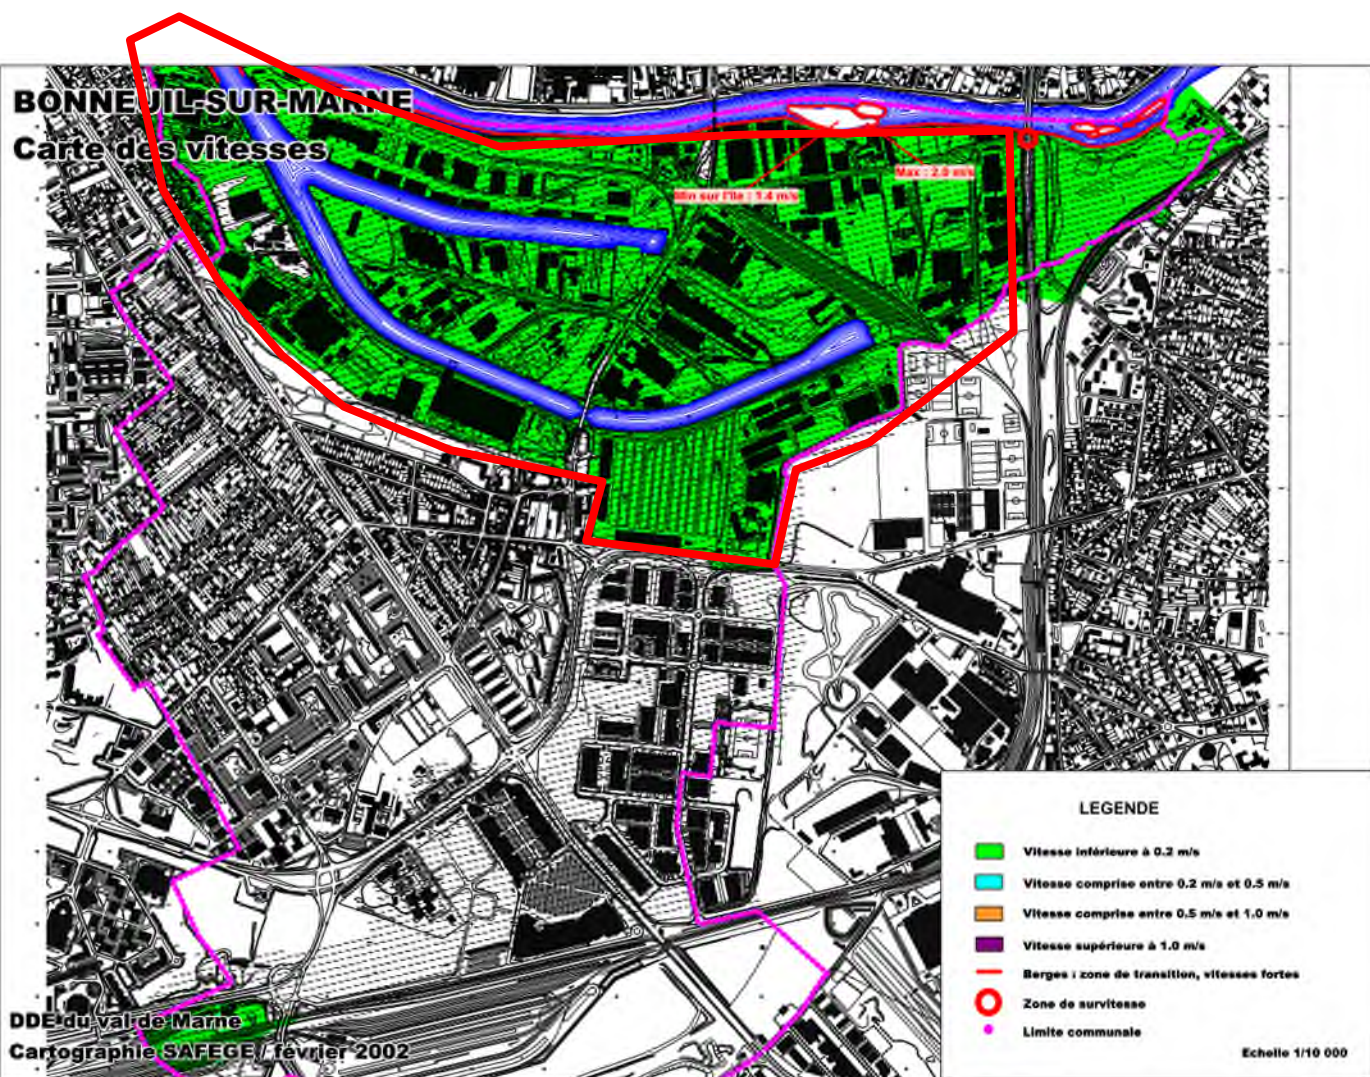 BONNEUIL-SUR-MARNE
Carte des vitesses
Max : 2.0 m/s
Min sur l'île : 1.4 m/s
LEGENDE
Vitesse inférieure à 0.2 m/s
Vitesse comprise entre 0.2 m/s et 0.5 m/s
Vitesse comprise entre 0.5 m/s et 1.0 m/s
Vitesse supérieure à 1.0 m/s
Berges : zone de transition, vitesses fortes
Zone de survitesse
Limite communale
Echelle 1/10 000
DDE du val de Marne
Cartographie SAFEGE / février 2002